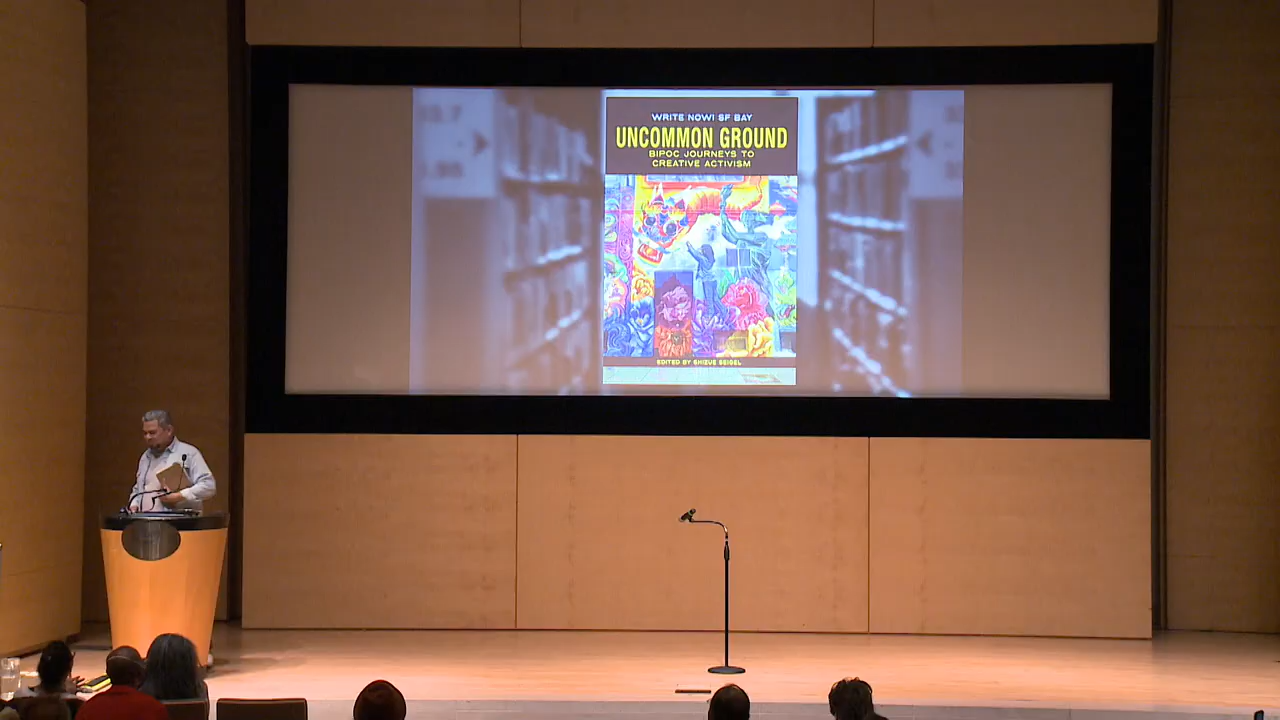 WRITE NOW! SF BAY
UNCOMMON GROUND
BIPOC JOURNEYS TO
CREATIVE ACTIVISM
EDITED BY SHIZUE SEIGEL